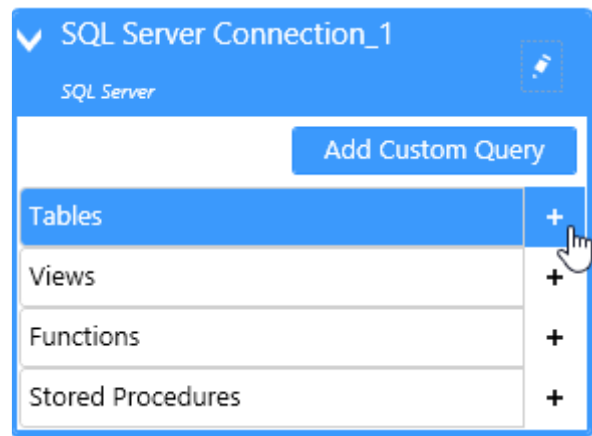 SQL Server Connection_1
SQL Server
Add Custom Query
Tables +
Views +
Functions +
Stored Procedures +